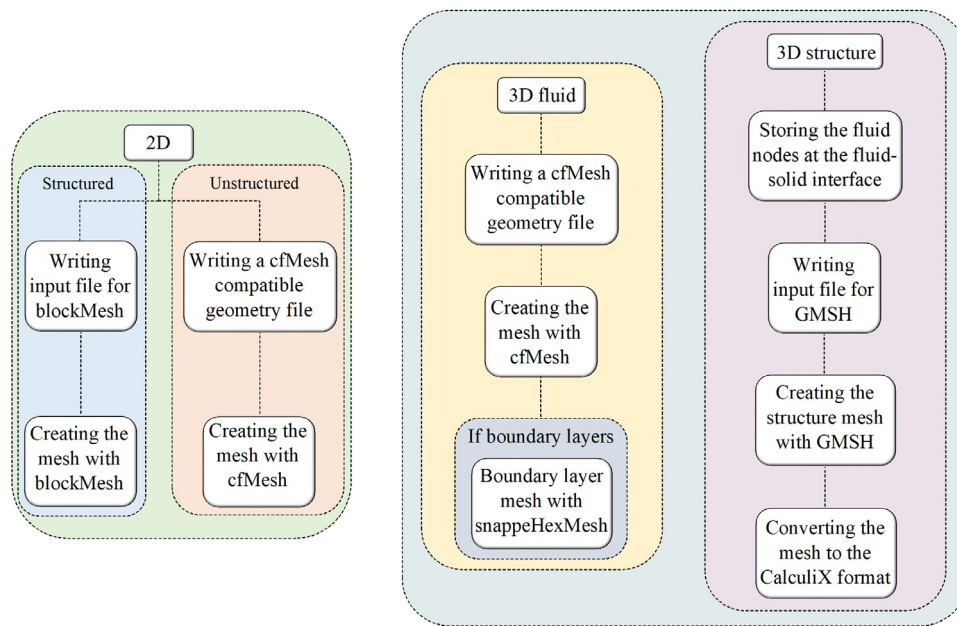 2D
Structured
Writing
input file for
blockMesh
Creating the
mesh with
blockMesh
Unstructured
Writing a cfMesh
compatible
geometry file
Creating the
mesh with
cfMesh
3D fluid
Writing a cfMesh
compatible
geometry file
Creating the
mesh with
cfMesh
If boundary layers
Boundary layer
mesh with
snappeHexMesh
3D structure
Storing the fluid
nodes at the fluid-
solid interface
Writing
input file for
GMSH
Creating the
structure mesh
with GMSH
Converting the
mesh to the
CalculiX format